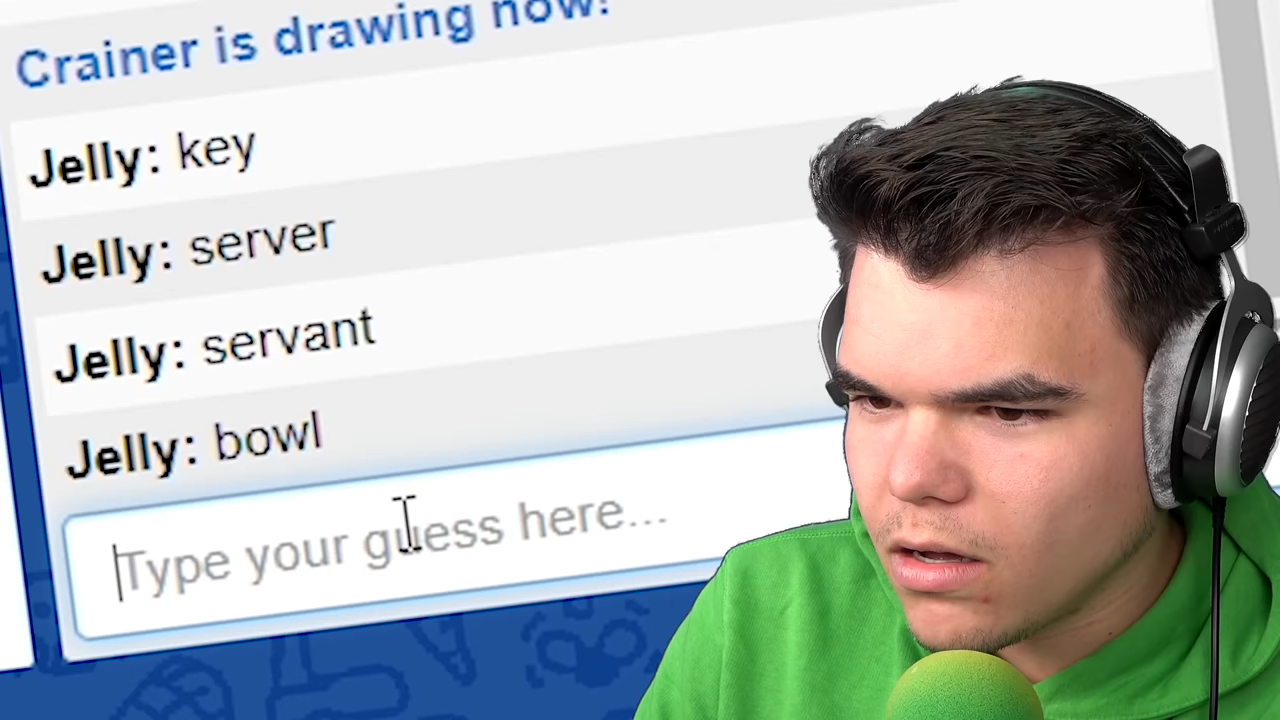 Crainer is drawing now!
Jelly: key
Jelly: server
Jelly: servant
Jelly: bowl
Type your guess here...